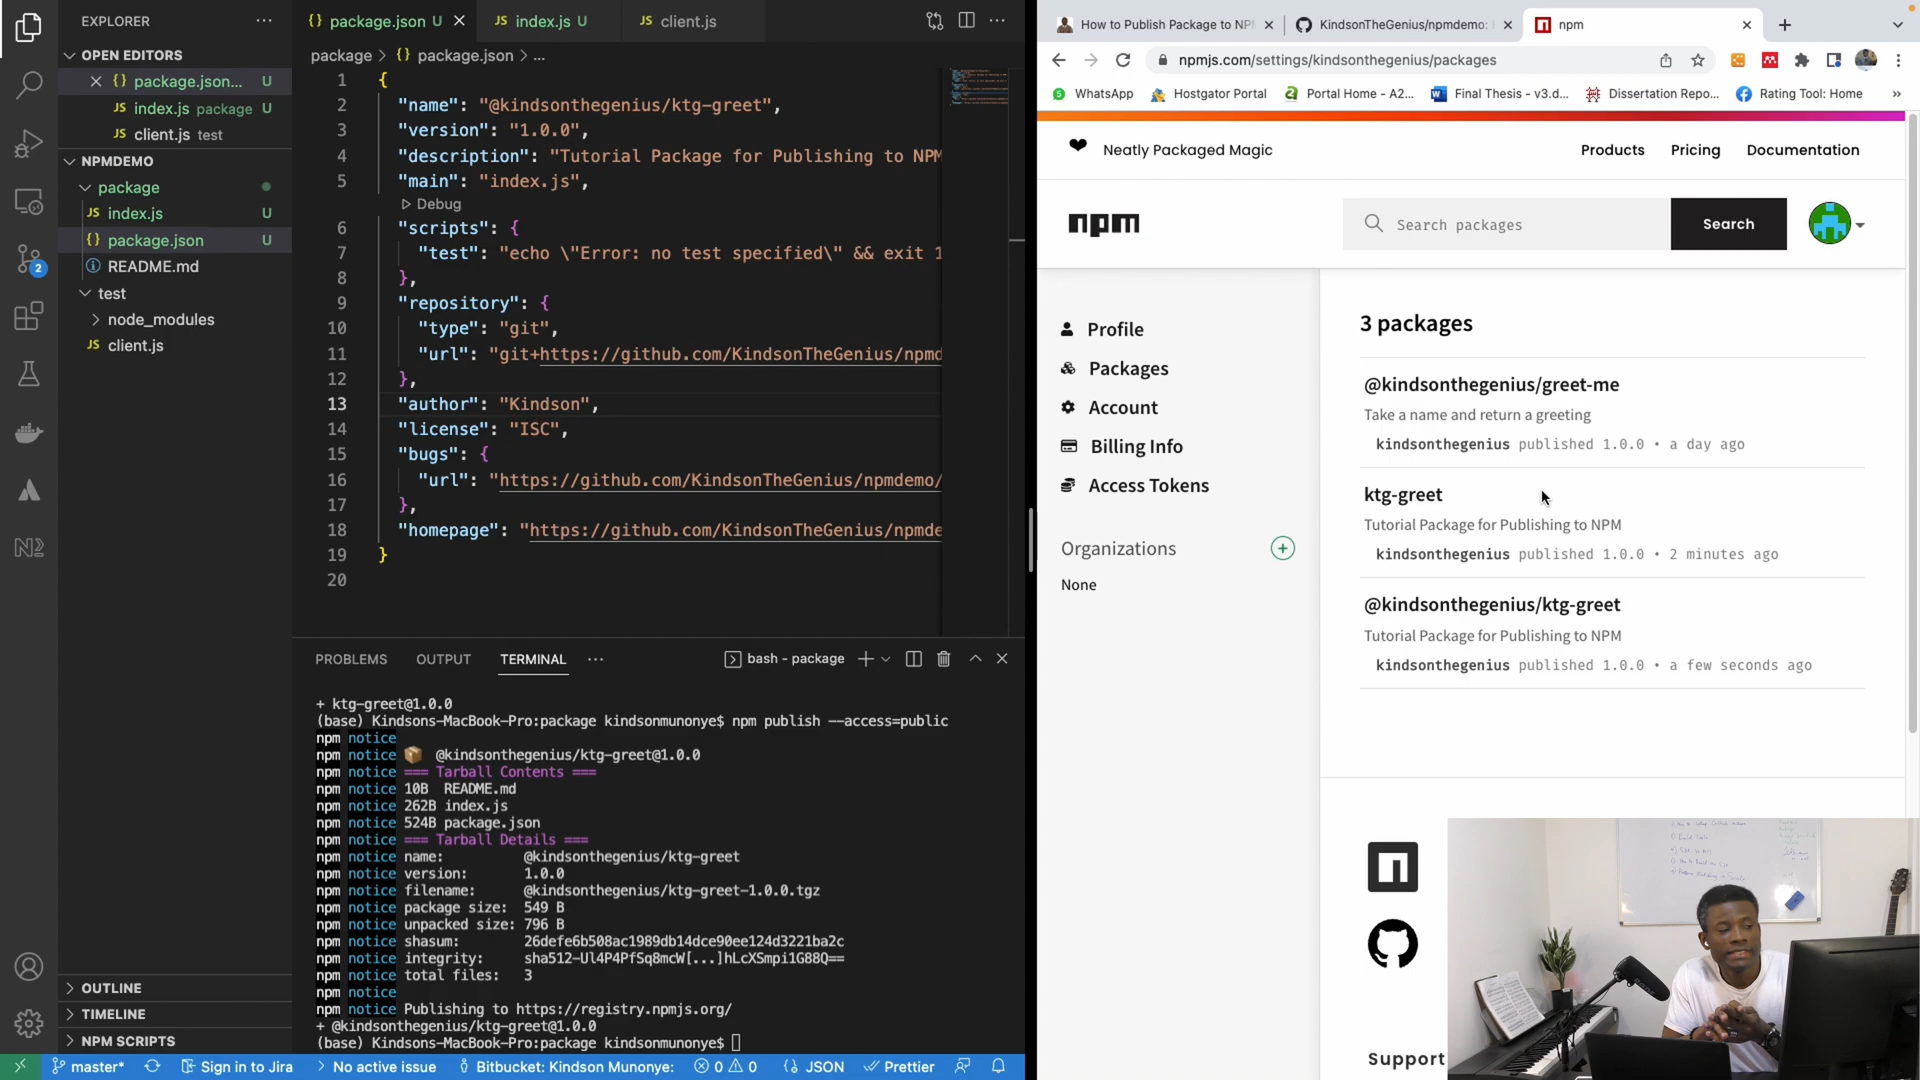 EXPLORER
OPEN EDITORS
package.json... U
index.js package U
client.js test
NPMDEMO
package
index.js U
package.json U
README.md
test
node_modules
client.js
OUTLINE
TIMELINE
NPM SCRIPTS
package.json U
index.js U
client.js
package > package.json > ...
1 {
2 "name": "@kindsonthegenius/ktg-greet",
3 "version": "1.0.0",
4 "description": "Tutorial Package for Publishing to NPM
5 "main": "index.js",
Debug
6 "scripts": {
7 "test": "echo \"Error: no test specified\" && exit 1
8 },
9 "repository": {
10 "type": "git",
11 "url": "git+https://github.com/KindsonTheGenius/npmd
12 },
13 "author": "Kindson",
14 "license": "ISC",
15 "bugs": {
16 "url": "https://github.com/KindsonTheGenius/npmdemo/
17 },
18 "homepage": "https://github.com/KindsonTheGenius/npmde
19 }
20
PROBLEMS OUTPUT TERMINAL ... bash - package
+ ktg-greet@1.0.0
(base) Kindsons-MacBook-Pro:package kindsonmunonye$ npm publish --access=public
npm notice
npm notice 📦 @kindsonthegenius/ktg-greet@1.0.0
npm notice === Tarball Contents ===
npm notice 10B README.md
npm notice 262B index.js
npm notice 524B package.json
npm notice === Tarball Details ===
npm notice name: @kindsonthegenius/ktg-greet
npm notice version: 1.0.0
npm notice filename: @kindsonthegenius/ktg-greet-1.0.0.tgz
npm notice package size: 549 B
npm notice unpacked size: 796 B
npm notice shasum: 26defe6b508ac1989db14dce90ee124d3221ba2c
npm notice integrity: sha512-Ul4P4PfSq8mcW[...]hLcXSmpi1G88Q==
npm notice total files: 3
npm notice
npm notice Publishing to https://registry.npmjs.org/
+ @kindsonthegenius/ktg-greet@1.0.0
(base) Kindsons-MacBook-Pro:package kindsonmunonye$
master* Sign in to Jira No active issue Bitbucket: Kindson Munonye: 0 0 {} JSON Prettier
2
How to Publish Package to NP
KindsonTheGenius/npmdemo:
npm
npmjs.com/settings/kindsonthegenius/packages
WhatsApp Hostgator Portal Portal Home - A2... Final Thesis - v3.d... Dissertation Repo... Rating Tool: Home »
Neatly Packaged Magic
Products Pricing Documentation
npm
Search packages
Search
Profile
Packages
Account
Billing Info
Access Tokens
Organizations
None
3 packages
@kindsonthegenius/greet-me
Take a name and return a greeting
kindsonthegenius published 1.0.0 • a day ago
ktg-greet
Tutorial Package for Publishing to NPM
kindsonthegenius published 1.0.0 • 2 minutes ago
@kindsonthegenius/ktg-greet
Tutorial Package for Publishing to NPM
kindsonthegenius published 1.0.0 • a few seconds ago
Support